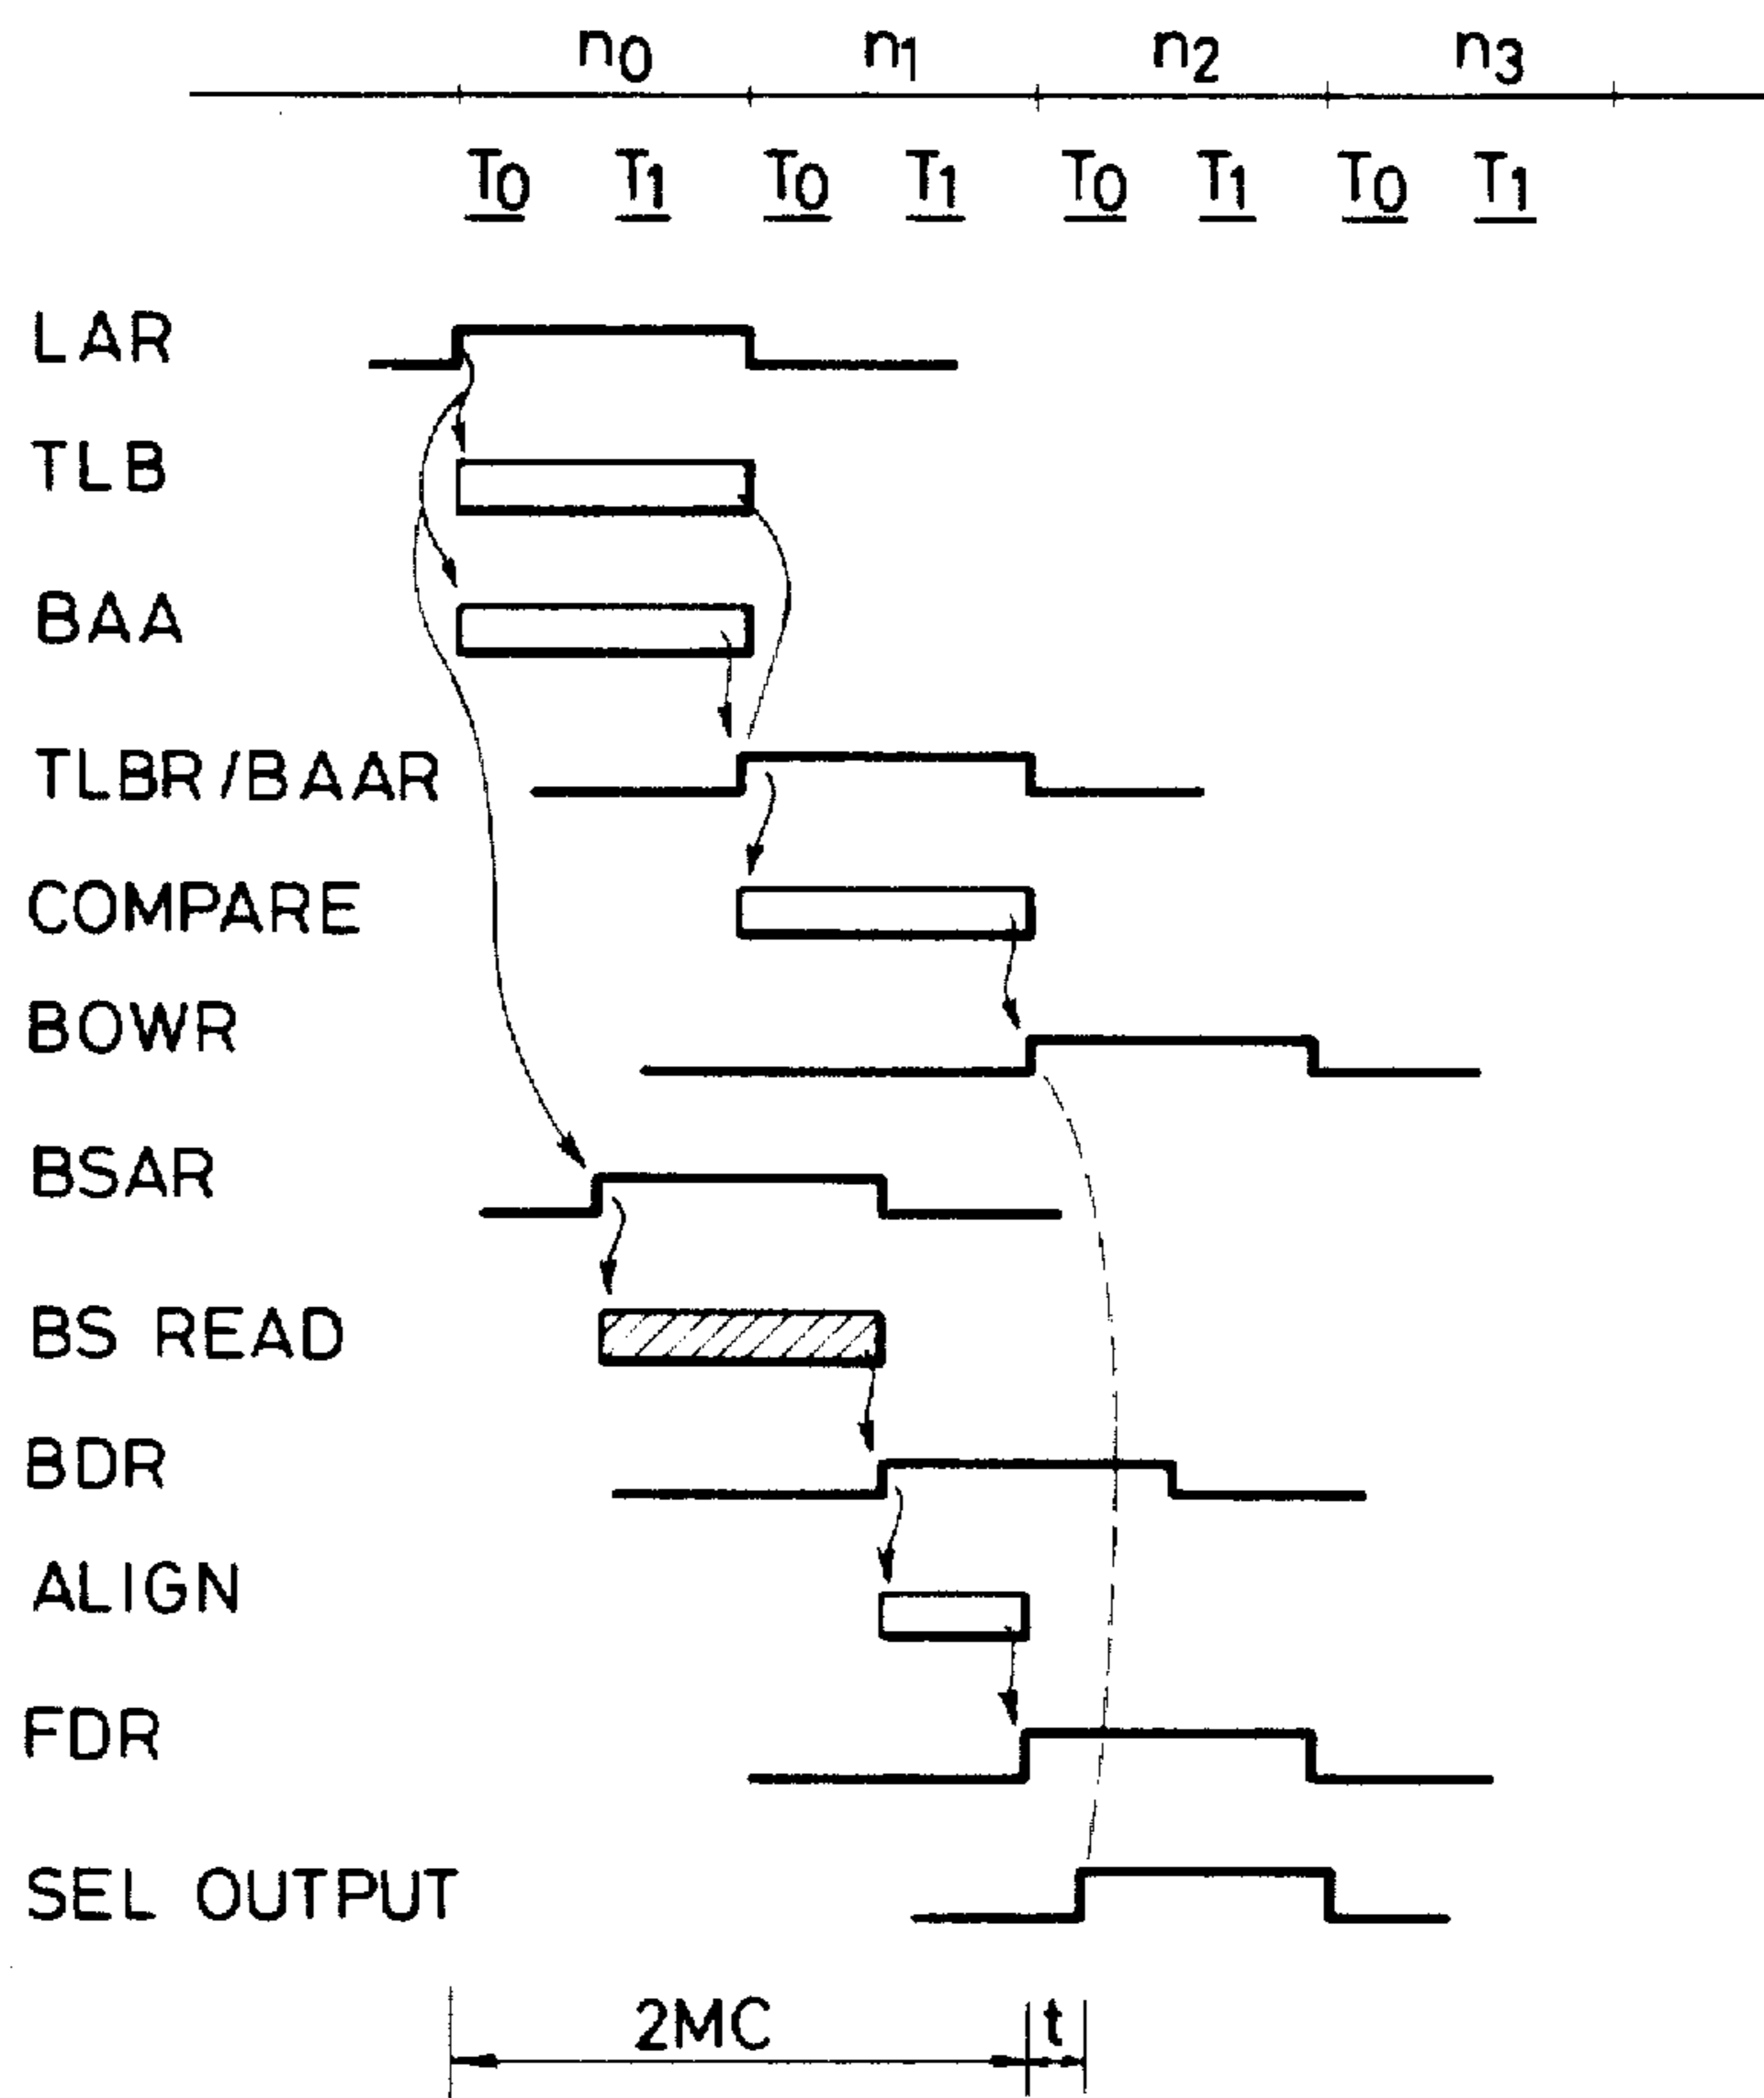 n0 n1 n2 n3
T0 T1 T0 T1 T0 T1 T0 T1
LAR
TLB
BAA
TLBR/BAAR
COMPARE
BOWR
BSAR
BS READ
BDR
ALIGN
FDR
SEL OUTPUT
2MC t